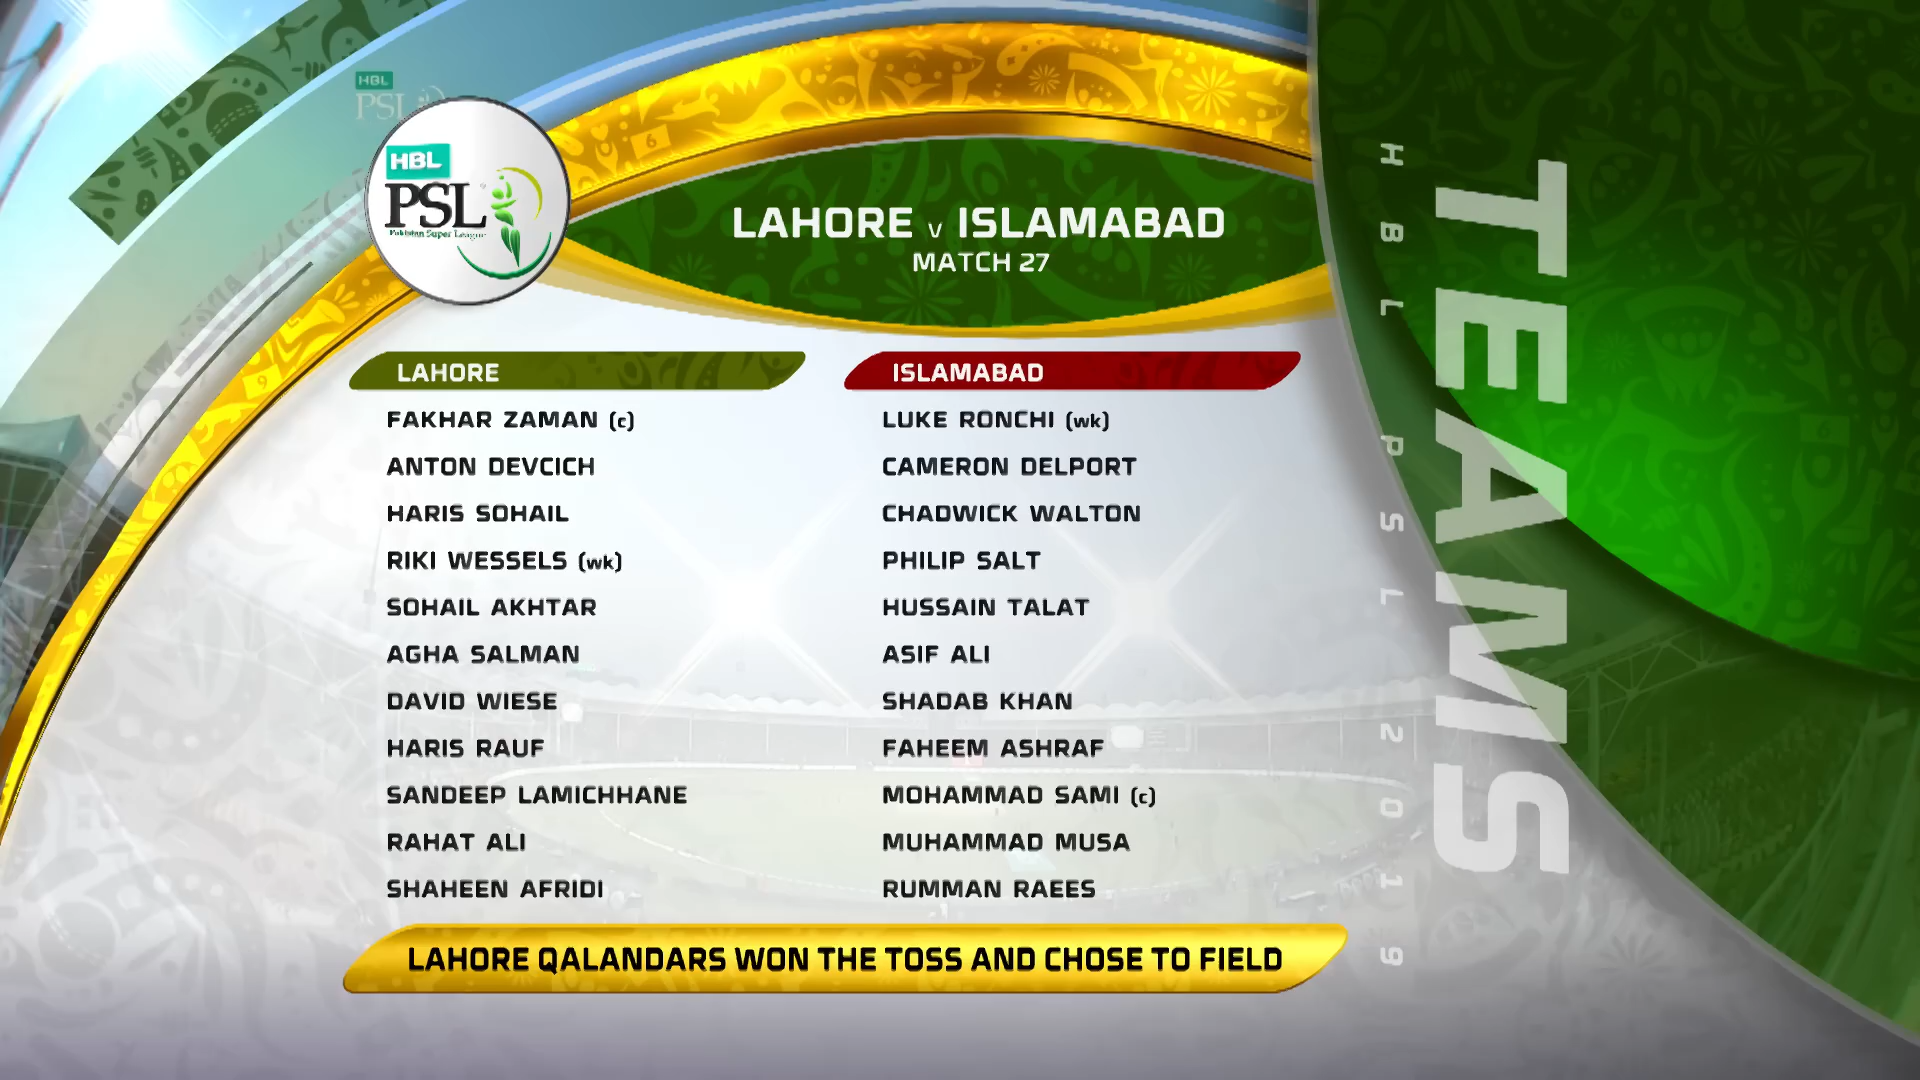 HBL
PSL
HBL
PSL
Pakistan Super League
LAHORE v ISLAMABAD
MATCH 27
LAHORE
FAKHAR ZAMAN (c)
ANTON DEVCICH
HARIS SOHAIL
RIKI WESSELS (wk)
SOHAIL AKHTAR
AGHA SALMAN
DAVID WIESE
HARIS RAUF
SANDEEP LAMICHHANE
RAHAT ALI
SHAHEEN AFRIDI
ISLAMABAD
LUKE RONCHI (wk)
CAMERON DELPORT
CHADWICK WALTON
PHILIP SALT
HUSSAIN TALAT
ASIF ALI
SHADAB KHAN
FAHEEM ASHRAF
MOHAMMAD SAMI (c)
MUHAMMAD MUSA
RUMMAN RAEES
LAHORE QALANDARS WON THE TOSS AND CHOSE TO FIELD
HBL PSL 2019
TEAMS